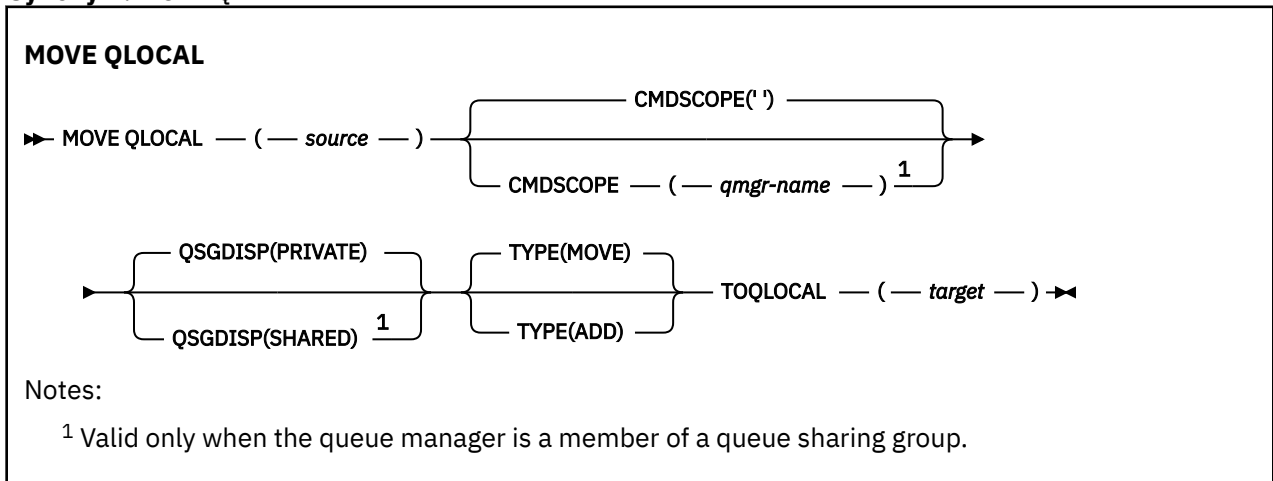 MOVE QLOCAL
CMDSCOPE(' ')
MOVE QLOCAL ( source )
CMDSCOPE ( qmgr-name ) 1
QSGDISP(PRIVATE) TYPE(MOVE)
TOQLOCAL ( target )
QSGDISP(SHARED) 1 TYPE(ADD)
Notes:
1 Valid only when the queue manager is a member of a queue sharing group.